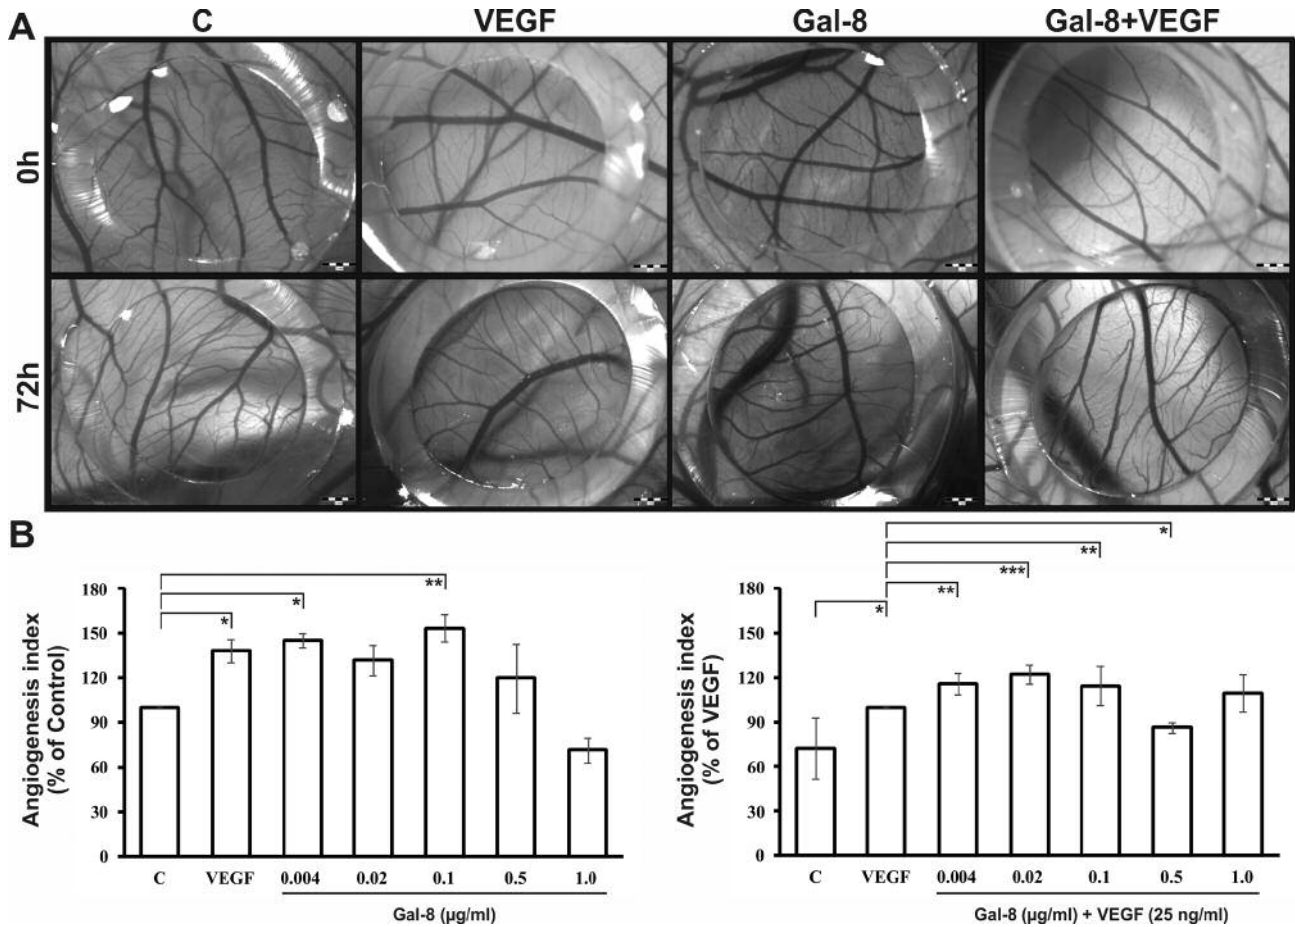 A
C VEGF Gal-8 Gal-8+VEGF
0h
72h
B
Angiogenesis index
(% of Control)
180
150
120
90
60
30
0
*
*
**
C VEGF 0.004 0.02 0.1 0.5 1.0
Gal-8 (µg/ml)
Angiogenesis index
(% of VEGF)
180
150
120
90
60
30
0
*
**
***
**
*
C VEGF 0.004 0.02 0.1 0.5 1.0
Gal-8 (µg/ml) + VEGF (25 ng/ml)